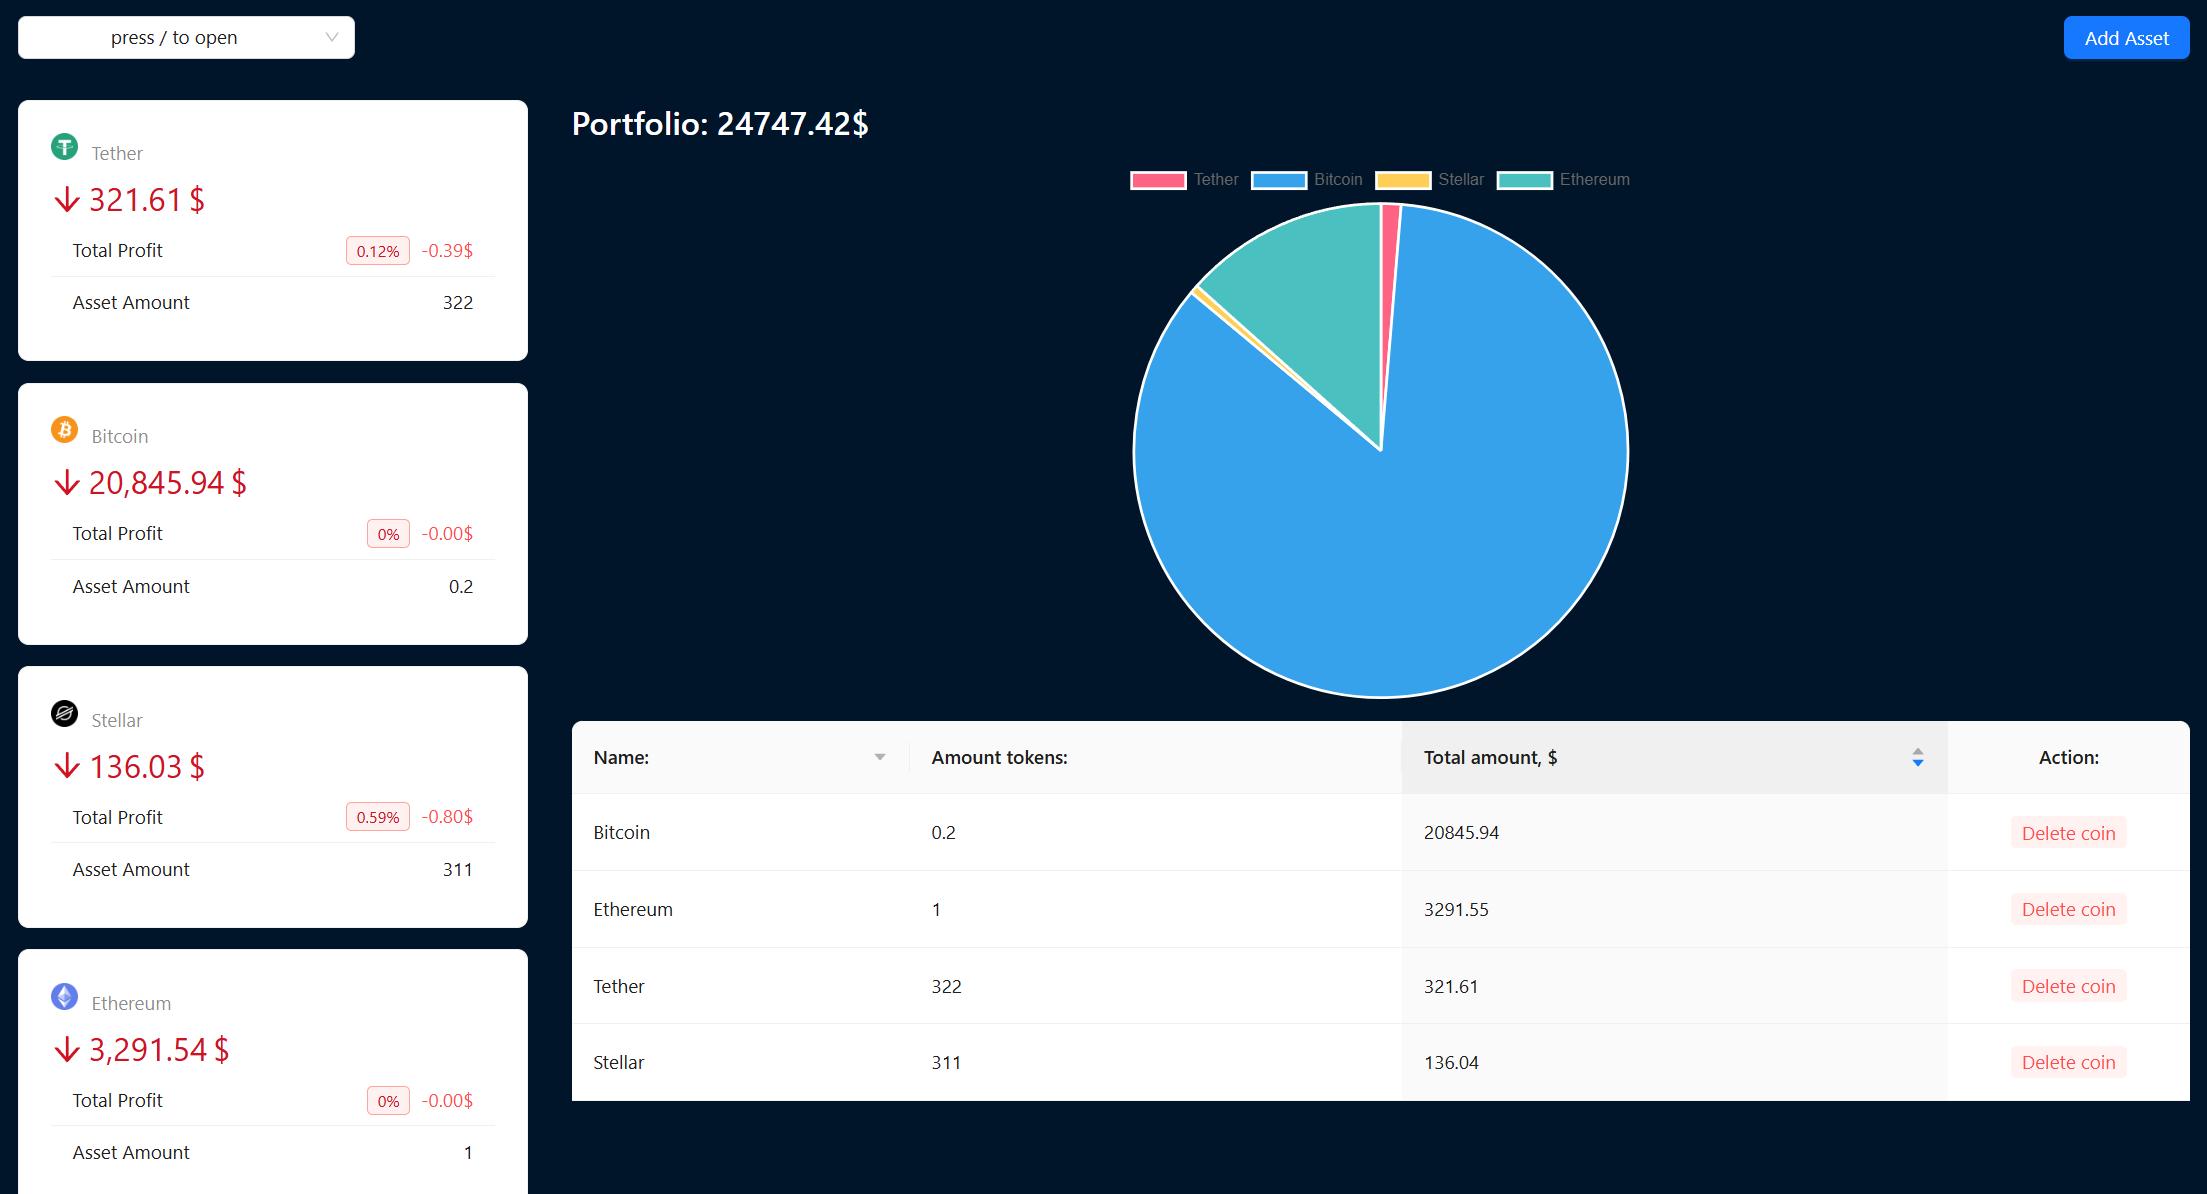 press / to open
Add Asset
Tether
321.61 $
Total Profit 0.12% -0.39$
Asset Amount 322
Bitcoin
20,845.94 $
Total Profit 0% -0.00$
Asset Amount 0.2
Stellar
136.03 $
Total Profit 0.59% -0.80$
Asset Amount 311
Ethereum
3,291.54 $
Total Profit 0% -0.00$
Asset Amount 1
Portfolio: 24747.42$
Tether Bitcoin Stellar Ethereum
Name: Amount tokens: Total amount, $ Action:
Bitcoin 0.2 20845.94 Delete coin
Ethereum 1 3291.55 Delete coin
Tether 322 321.61 Delete coin
Stellar 311 136.04 Delete coin